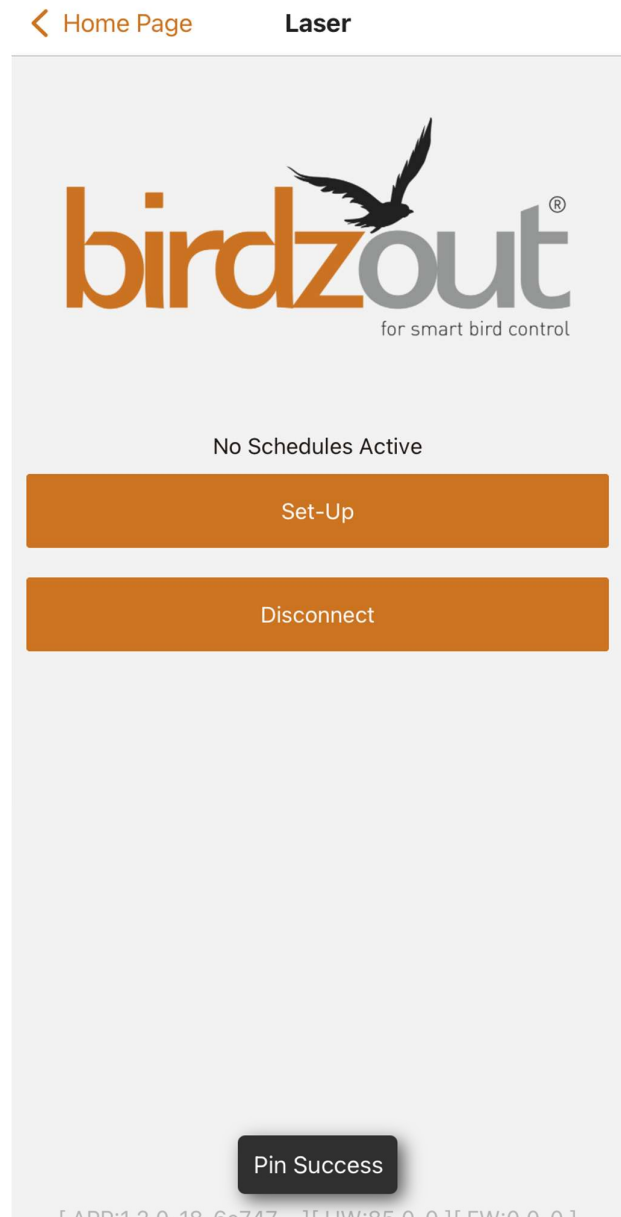 Home Page Laser
birdzout®
for smart bird control
No Schedules Active
Set-Up
Disconnect
Pin Success